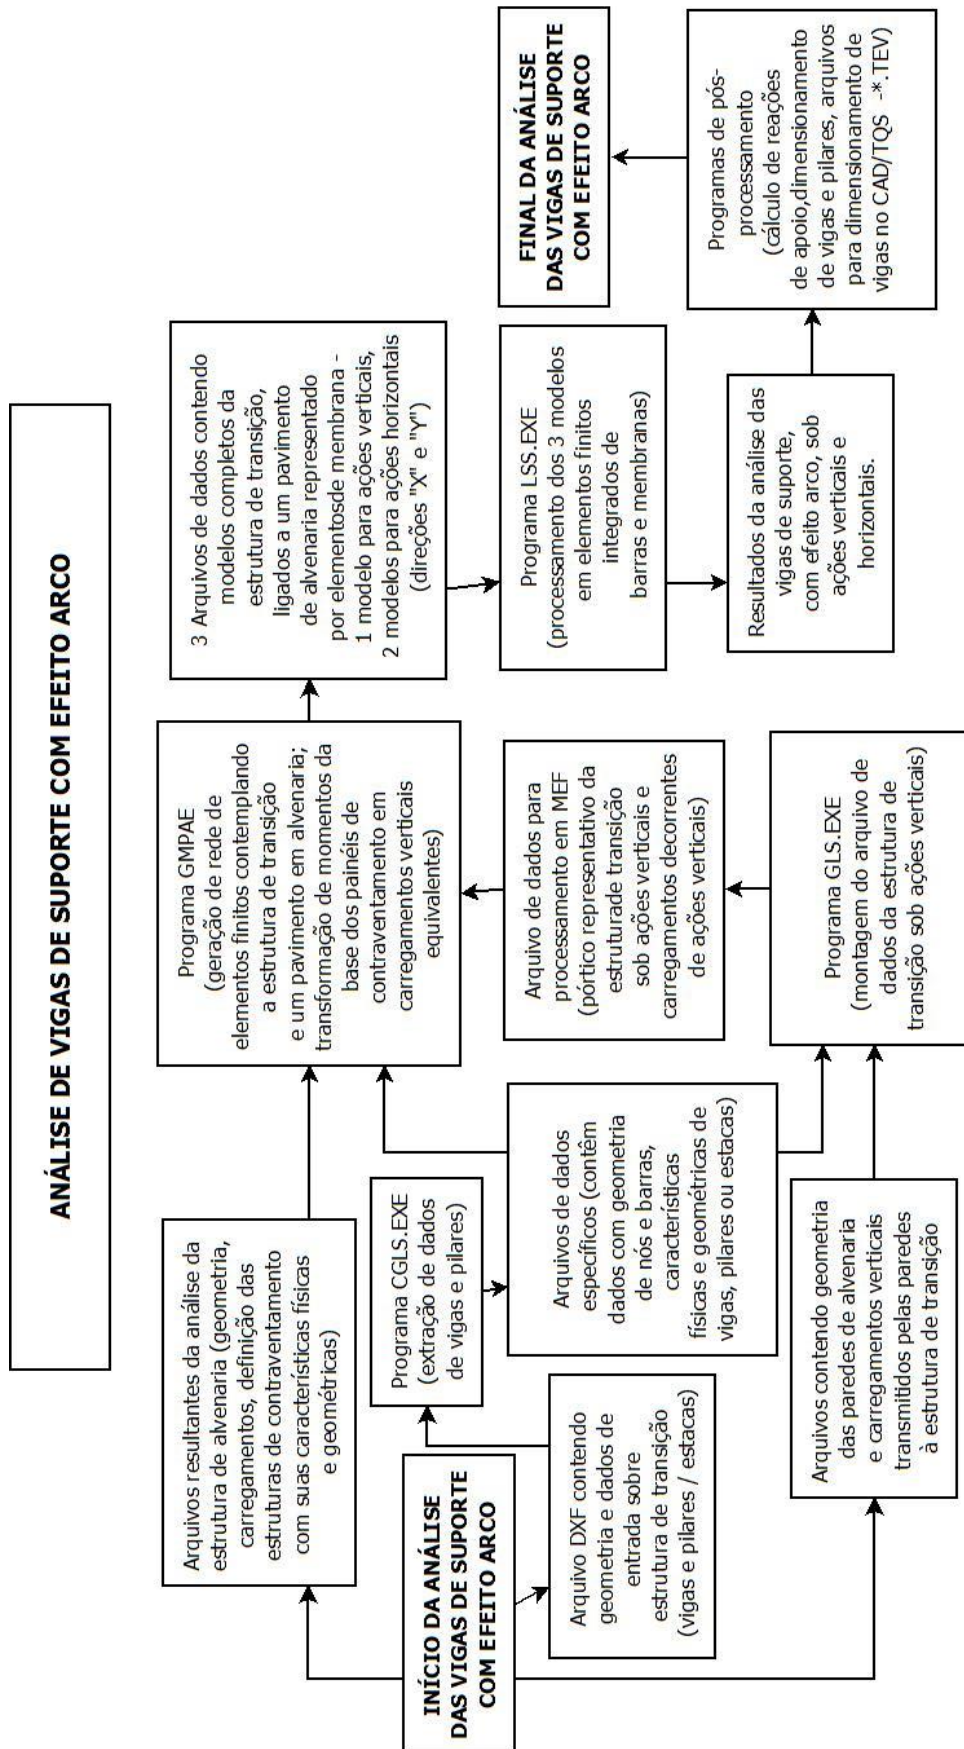 ANÁLISE DE VIGAS DE SUPORTE COM EFEITO ARCO
INÍCIO DA ANÁLISE
DAS VIGAS DE SUPORTE
COM EFEITO ARCO
Arquivos resultantes da análise da
estrutura de alvenaria (geometria,
carregamentos, definição das
estruturas de contraventamento
com suas características físicas
e geométricas)
Arquivo DXF contendo
geometria e dados de
entrada sobre
estrutura de transição
(vigas e pilares / estacas)
Programa CGLS.EXE
(extração de dados
de vigas e pilares)
Arquivos de dados
específicos (contêm
dados com geometria
de nós e barras,
características
físicas e geométricas de
vigas, pilares ou estacas)
Arquivos contendo geometria
das paredes de alvenaria
e carregamentos verticais
transmitidos pelas paredes
à estrutura de transição
Programa GMPAE
(geração de rede de
elementos finitos contemplando
a estrutura de transição
e um pavimento em alvenaria;
transformação de momentos da
base dos painéis de
contraventamento em
carregamentos verticais
equivalentes)
Arquivo de dados para
processamento em MEF
(pórtico representativo da
estruturade transição
sob ações verticais e
carregamentos decorrentes
de ações verticais)
Programa GLS.EXE
(montagem do arquivo de
dados da estrutura de
transição sob ações verticais)
3 Arquivos de dados contendo
modelos completos da
estrutura de transição,
ligados a um pavimento
de alvenaria representado
por elementosde membrana -
1 modelo para ações verticais,
2 modelos para ações horizontais
(direções "X" e "Y")
Programa LSS.EXE
(processamento dos 3 modelos
em elementos finitos
integrados de
barras e membranas)
Resultados da análise das
vigas de suporte,
com efeito arco, sob
ações verticais e
horizontais.
Programas de pós-
processamento
(cálculo de reações
de apoio,dimensionamento
de vigas e pilares, arquivos
para dimensionamento de
vigas no CAD/TQS -*.TEV)
FINAL DA ANÁLISE
DAS VIGAS DE SUPORTE
COM EFEITO ARCO